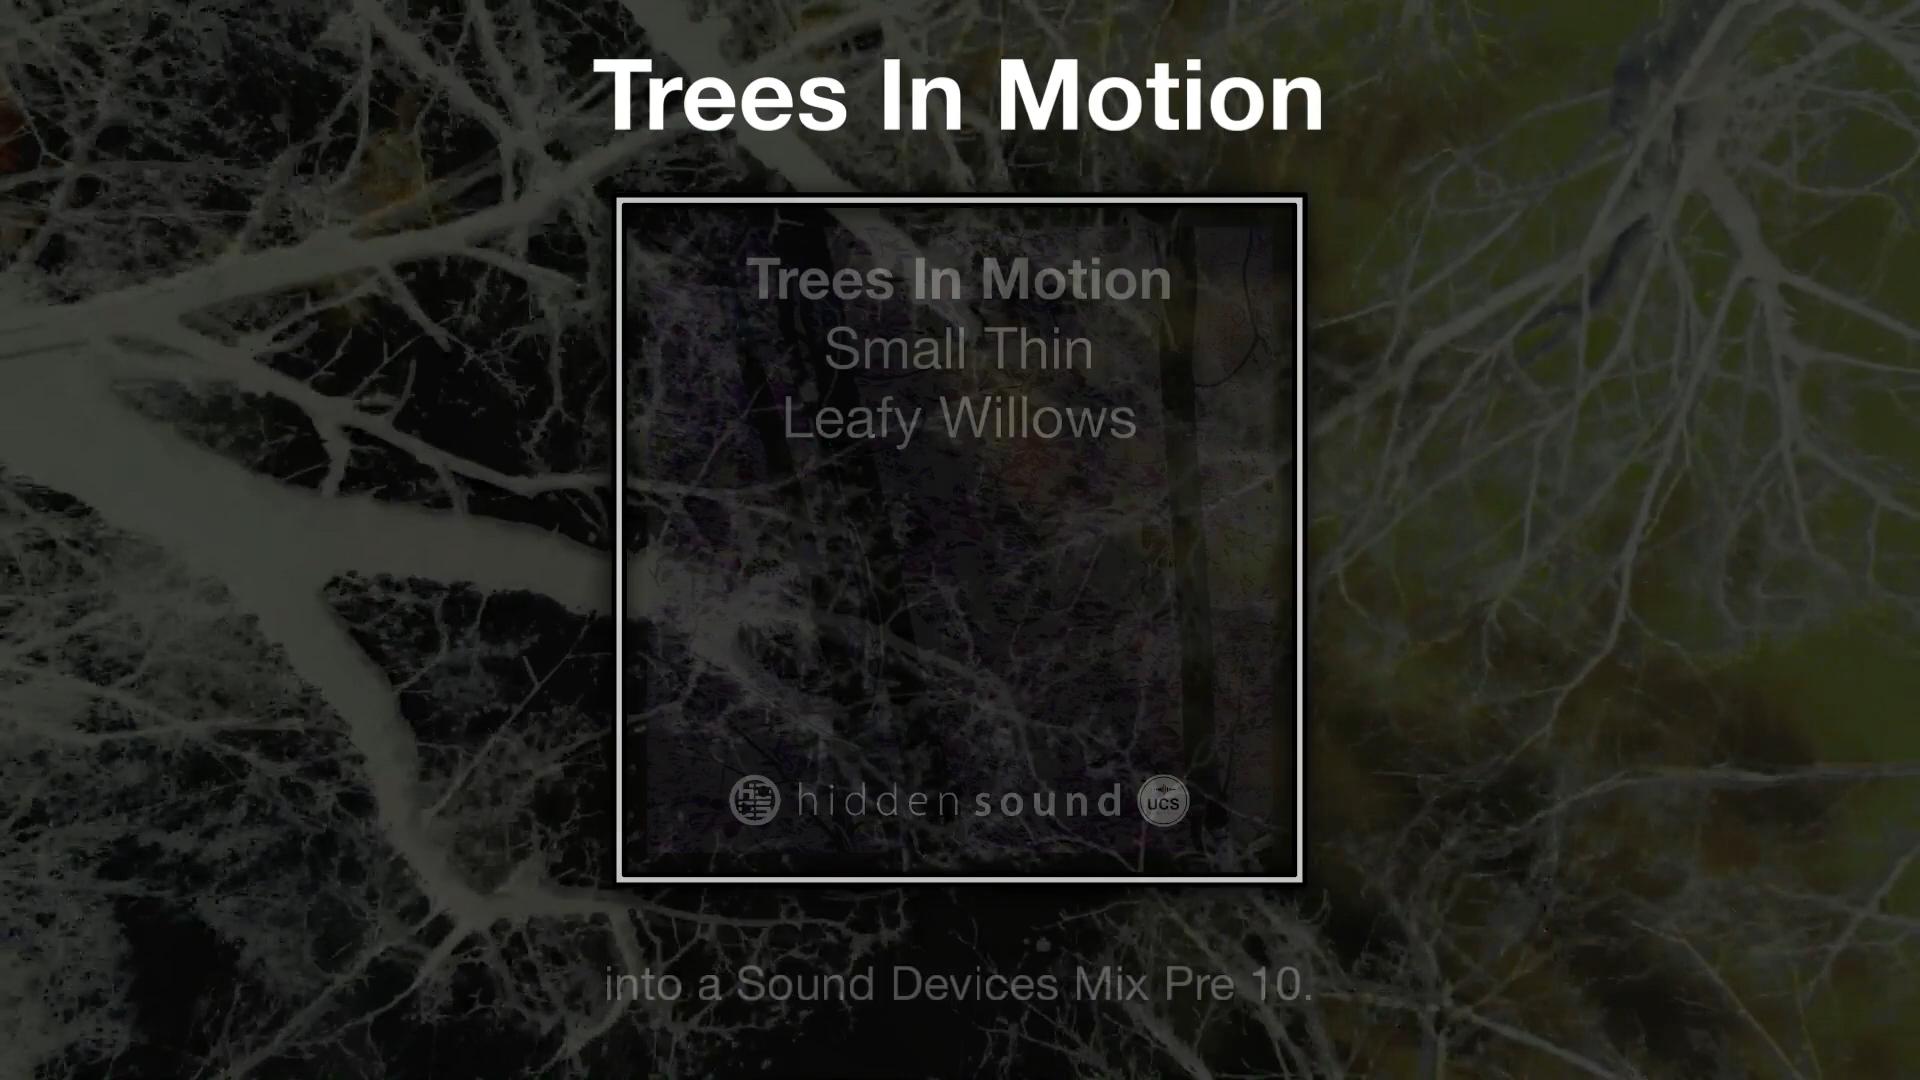 Trees In Motion
Trees In Motion
Small Thin
Leafy Willows
hidden sound
UCS
into a Sound Devices Mix Pre 10.